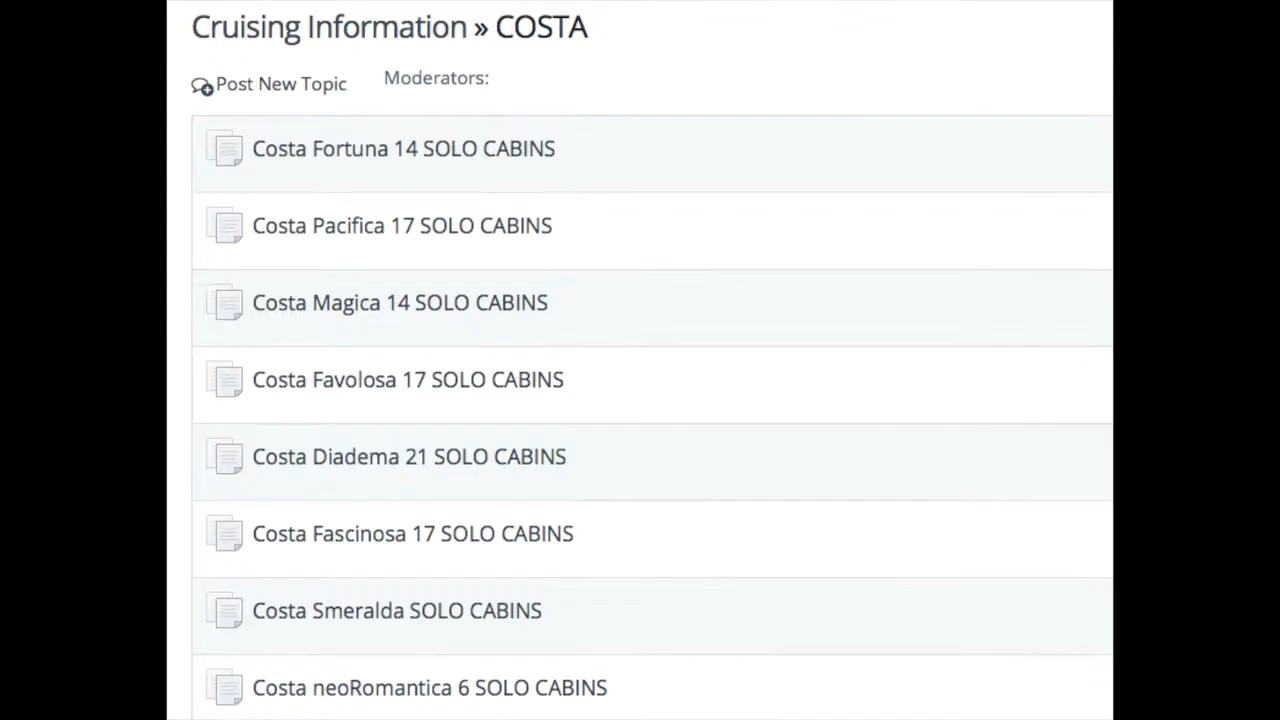 Cruising Information » COSTA
Post New Topic Moderators:
Costa Fortuna 14 SOLO CABINS
Costa Pacifica 17 SOLO CABINS
Costa Magica 14 SOLO CABINS
Costa Favolosa 17 SOLO CABINS
Costa Diadema 21 SOLO CABINS
Costa Fascinosa 17 SOLO CABINS
Costa Smeralda SOLO CABINS
Costa neoRomantica 6 SOLO CABINS